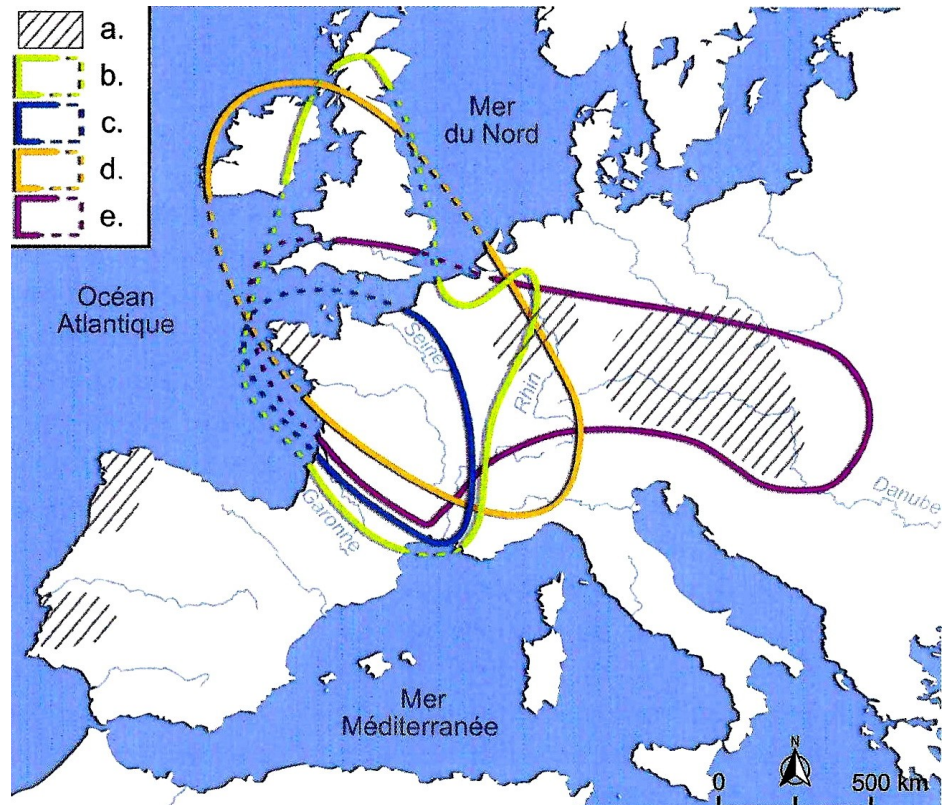 a.
b.
c.
d.
e.
Mer
du Nord
Océan
Atlantique
Seine
Rhin
Garonne
Danube
Mer
Méditerranée
N
0
500 km